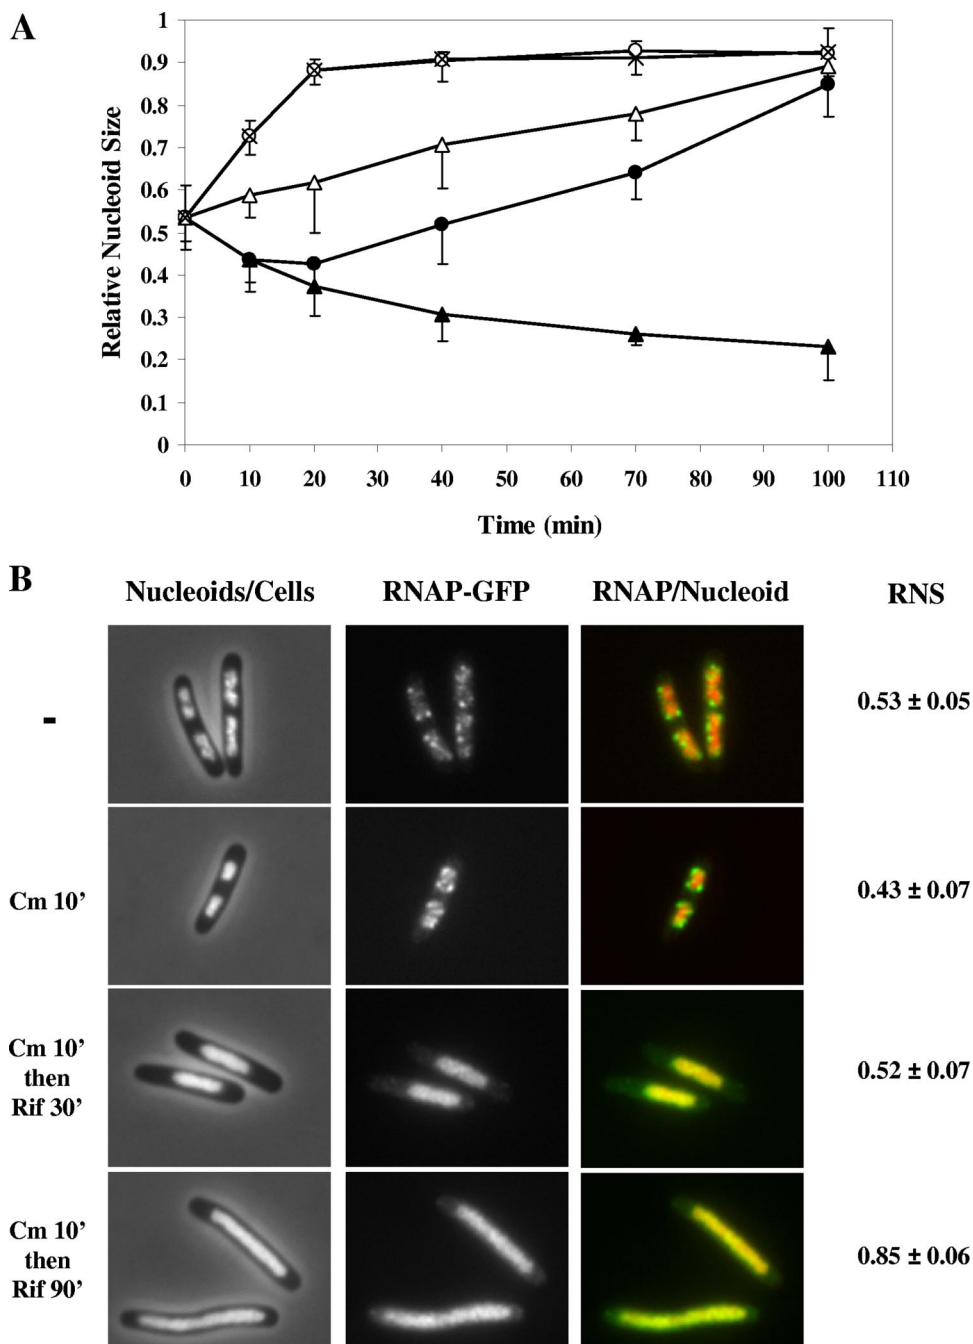 A
Relative Nucleoid Size
1
0.9
0.8
0.7
0.6
0.5
0.4
0.3
0.2
0.1
0
0 10 20 30 40 50 60 70 80 90 100 110
Time (min)
B
Nucleoids/Cells RNAP-GFP RNAP/Nucleoid RNS
- 0.53 ± 0.05
Cm 10’ 0.43 ± 0.07
Cm 10’
then
Rif 30’
0.52 ± 0.07
Cm 10’
then
Rif 90’
0.85 ± 0.06